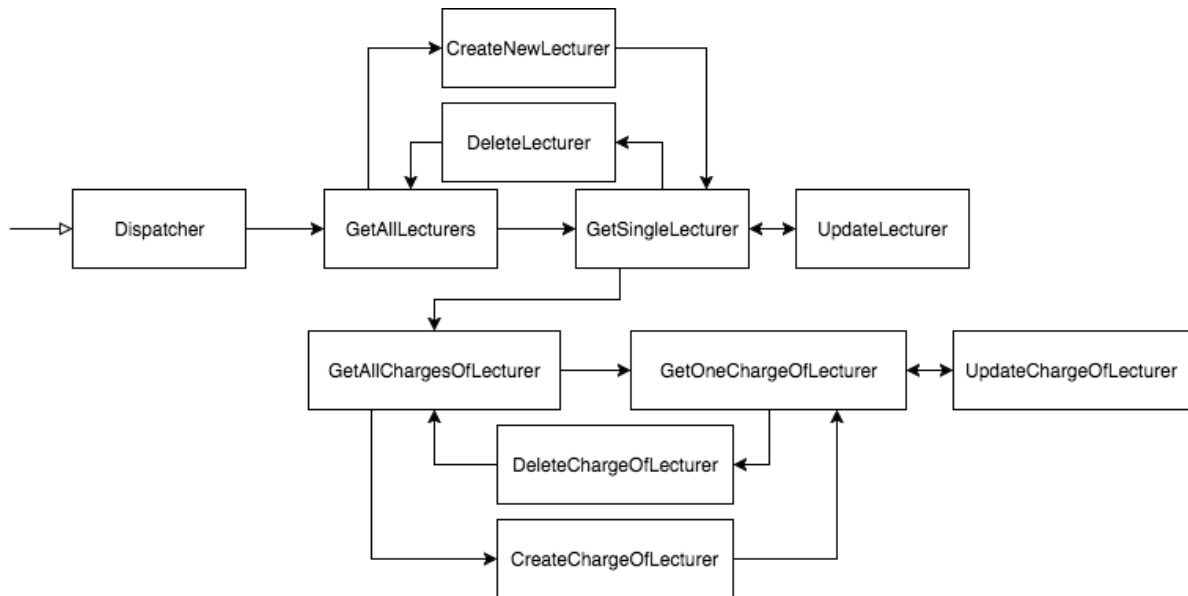 CreateNewLecturer
DeleteLecturer
Dispatcher
GetAllLecturers
GetSingleLecturer
UpdateLecturer
GetAllChargesOfLecturer
GetOneChargeOfLecturer
UpdateChargeOfLecturer
DeleteChargeOfLecturer
CreateChargeOfLecturer